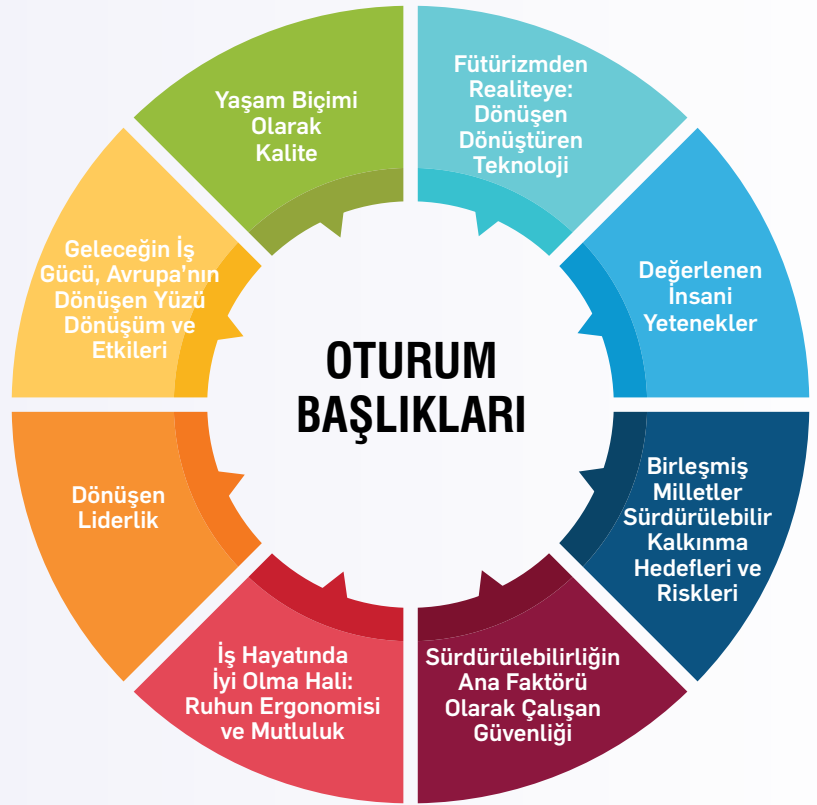 OTURUM
BAŞLIKLARI
Fütürizmden
Realiteye:
Dönüşen
Dönüştüren
Teknoloji
Değerlenen
İnsani
Yetenekler
Birleşmiş
Milletler
Sürdürülebilir
Kalkınma
Hedefleri ve
Riskleri
Sürdürülebilirliğin
Ana Faktörü
Olarak Çalışan
Güvenliği
İş Hayatında
İyi Olma Hali:
Ruhun Ergonomisi
ve Mutluluk
Dönüşen
Liderlik
Geleceğin İş
Gücü, Avrupa'nın
Dönüşen Yüzü
Dönüşüm ve
Etkileri
Yaşam Biçimi
Olarak
Kalite